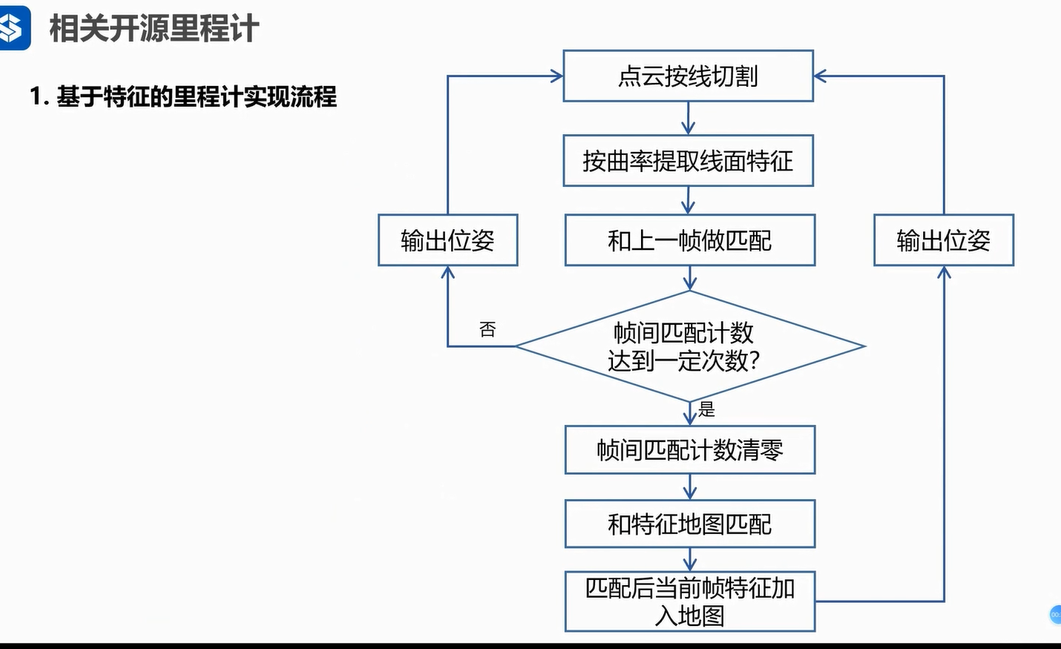 相关开源里程计
1. 基于特征的里程计实现流程
点云按线切割
按曲率提取线面特征
输出位姿
和上一帧做匹配
输出位姿
否
帧间匹配计数
达到一定次数？
是
帧间匹配计数清零
和特征地图匹配
匹配后当前帧特征加
入地图